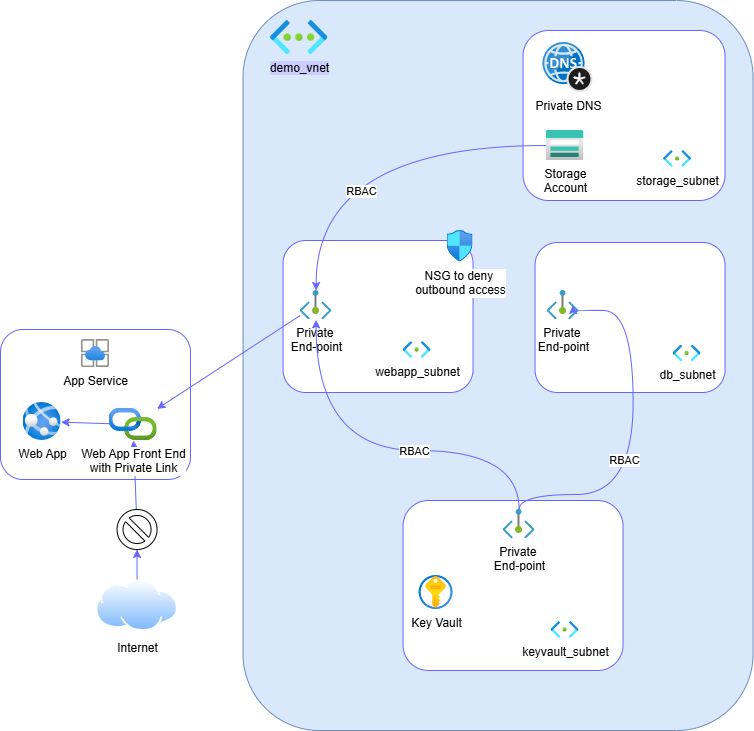 demo_vnet
DNS
Private DNS
Storage
Account
storage_subnet
RBAC
NSG to deny
outbound access
Private
End-point
webapp_subnet
Private
End-point
db_subnet
App Service
Web App
Web App Front End
with Private Link
RBAC
RBAC
Private
End-point
Key Vault
keyvault_subnet
Internet